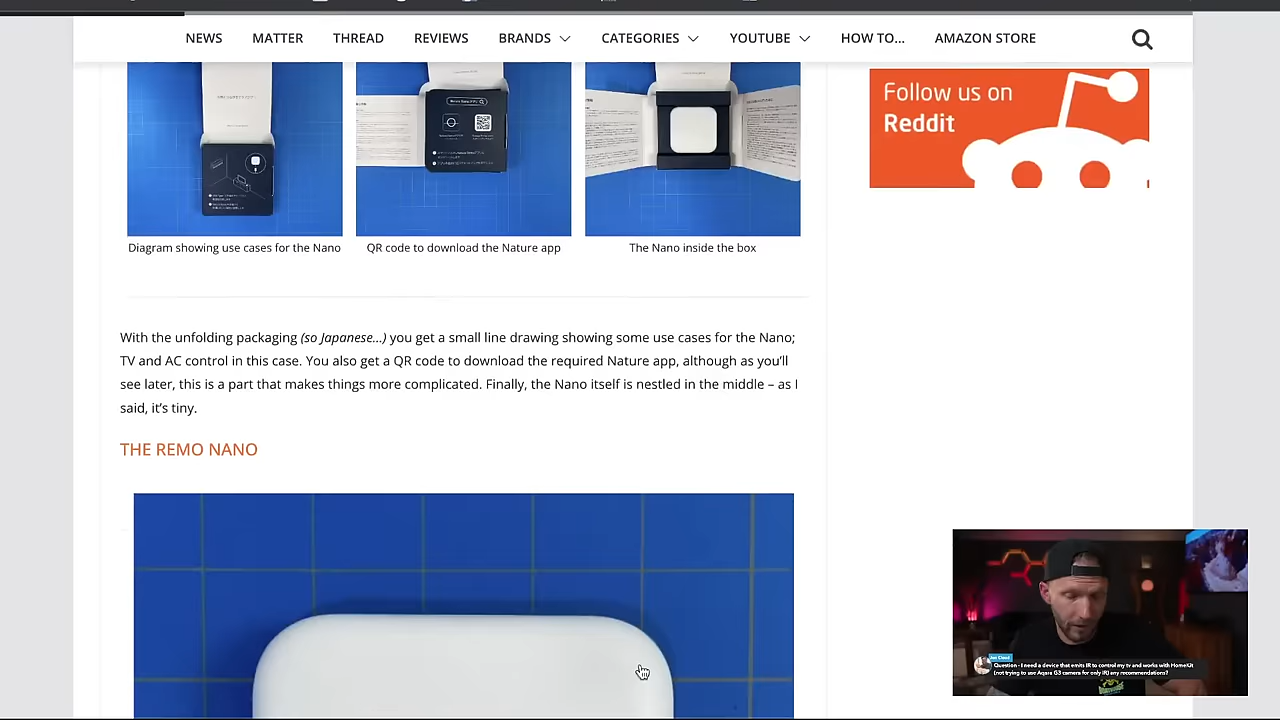 NEWS
MATTER
THREAD
REVIEWS
BRANDS
CATEGORIES
YOUTUBE
HOW TO...
AMAZON STORE
Follow us on
Reddit
Diagram showing use cases for the Nano
QR code to download the Nature app
The Nano inside the box
With the unfolding packaging (so Japanese...) you get a small line drawing showing some use cases for the Nano;
TV and AC control in this case. You also get a QR code to download the required Nature app, although as you'll
see later, this is a part that makes things more complicated. Finally, the Nano itself is nestled in the middle – as I
said, it's tiny.
THE REMO NANO
Question - I need a device that emits IR to control my tv and works with HomeKit
(not trying to use Aqara G3 camera for only IR) any recommendations?